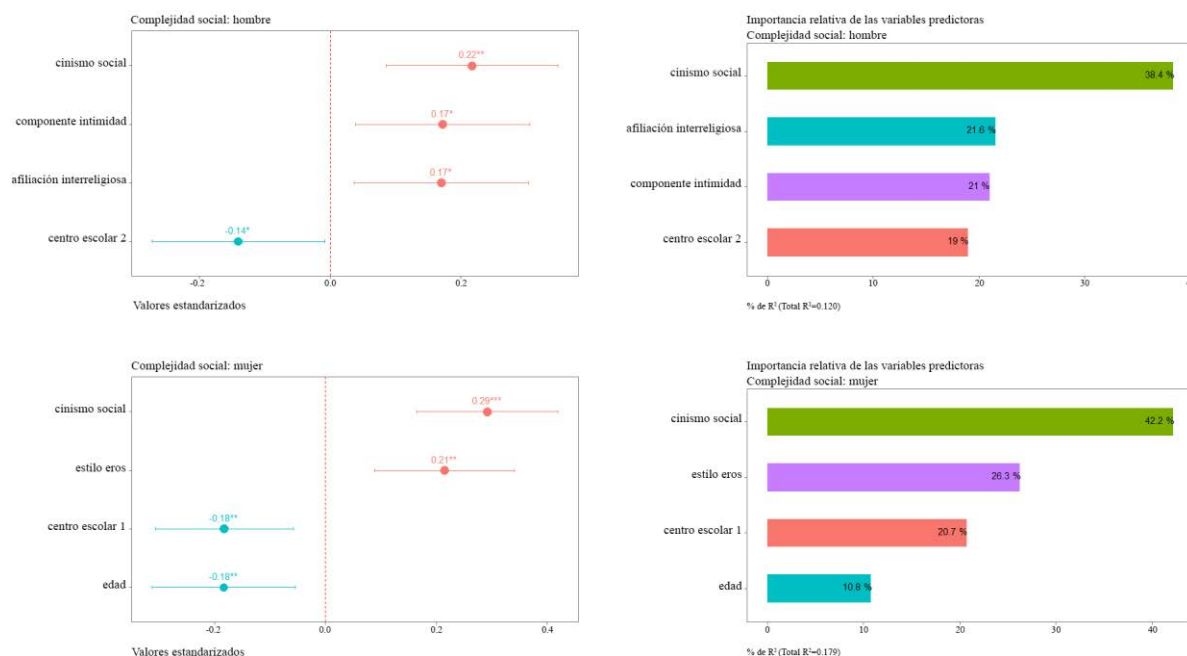 Complejidad social: hombre
cinismo social
0.22**
componente intimidad
0.17*
afiliación interreligiosa
0.17*
centro escolar 2
-0.14*
-0.2
0.0
0.2
Valores estandarizados
Importancia relativa de las variables predictoras
Complejidad social: hombre
cinismo social
38.4 %
afiliación interreligiosa
21.6 %
componente intimidad
21 %
centro escolar 2
19 %
0
10
20
30
% de R² (Total R²=0.120)
Complejidad social: mujer
cinismo social
0.29***
estilo eros
0.21**
centro escolar 1
-0.18**
edad
-0.18**
-0.2
0.0
0.2
0.4
Valores estandarizados
Importancia relativa de las variables predictoras
Complejidad social: mujer
cinismo social
42.2 %
estilo eros
26.3 %
centro escolar 1
20.7 %
edad
10.8 %
0
10
20
30
40
% de R² (Total R²=0.179)